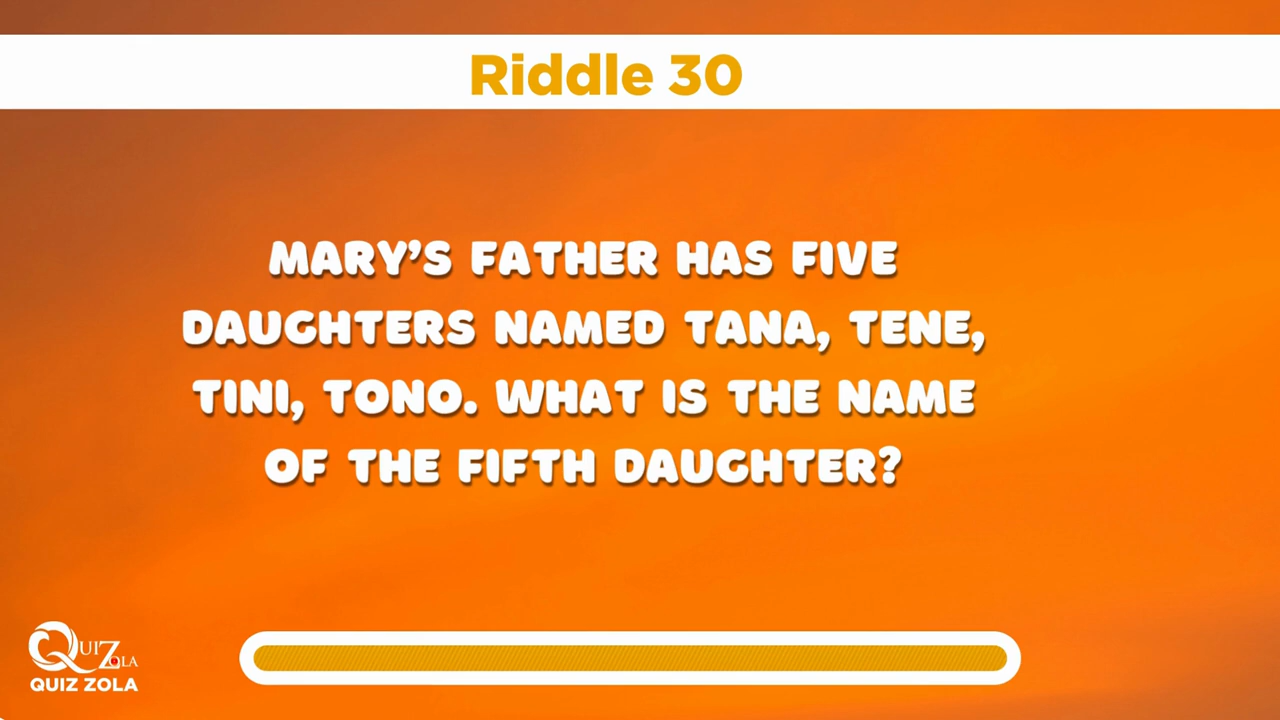 Riddle 30
MARY'S FATHER HAS FIVE
DAUGHTERS NAMED TANA, TENE,
TINI, TONO. WHAT IS THE NAME
OF THE FIFTH DAUGHTER?
QUIZ
ZOLA
QUIZ ZOLA